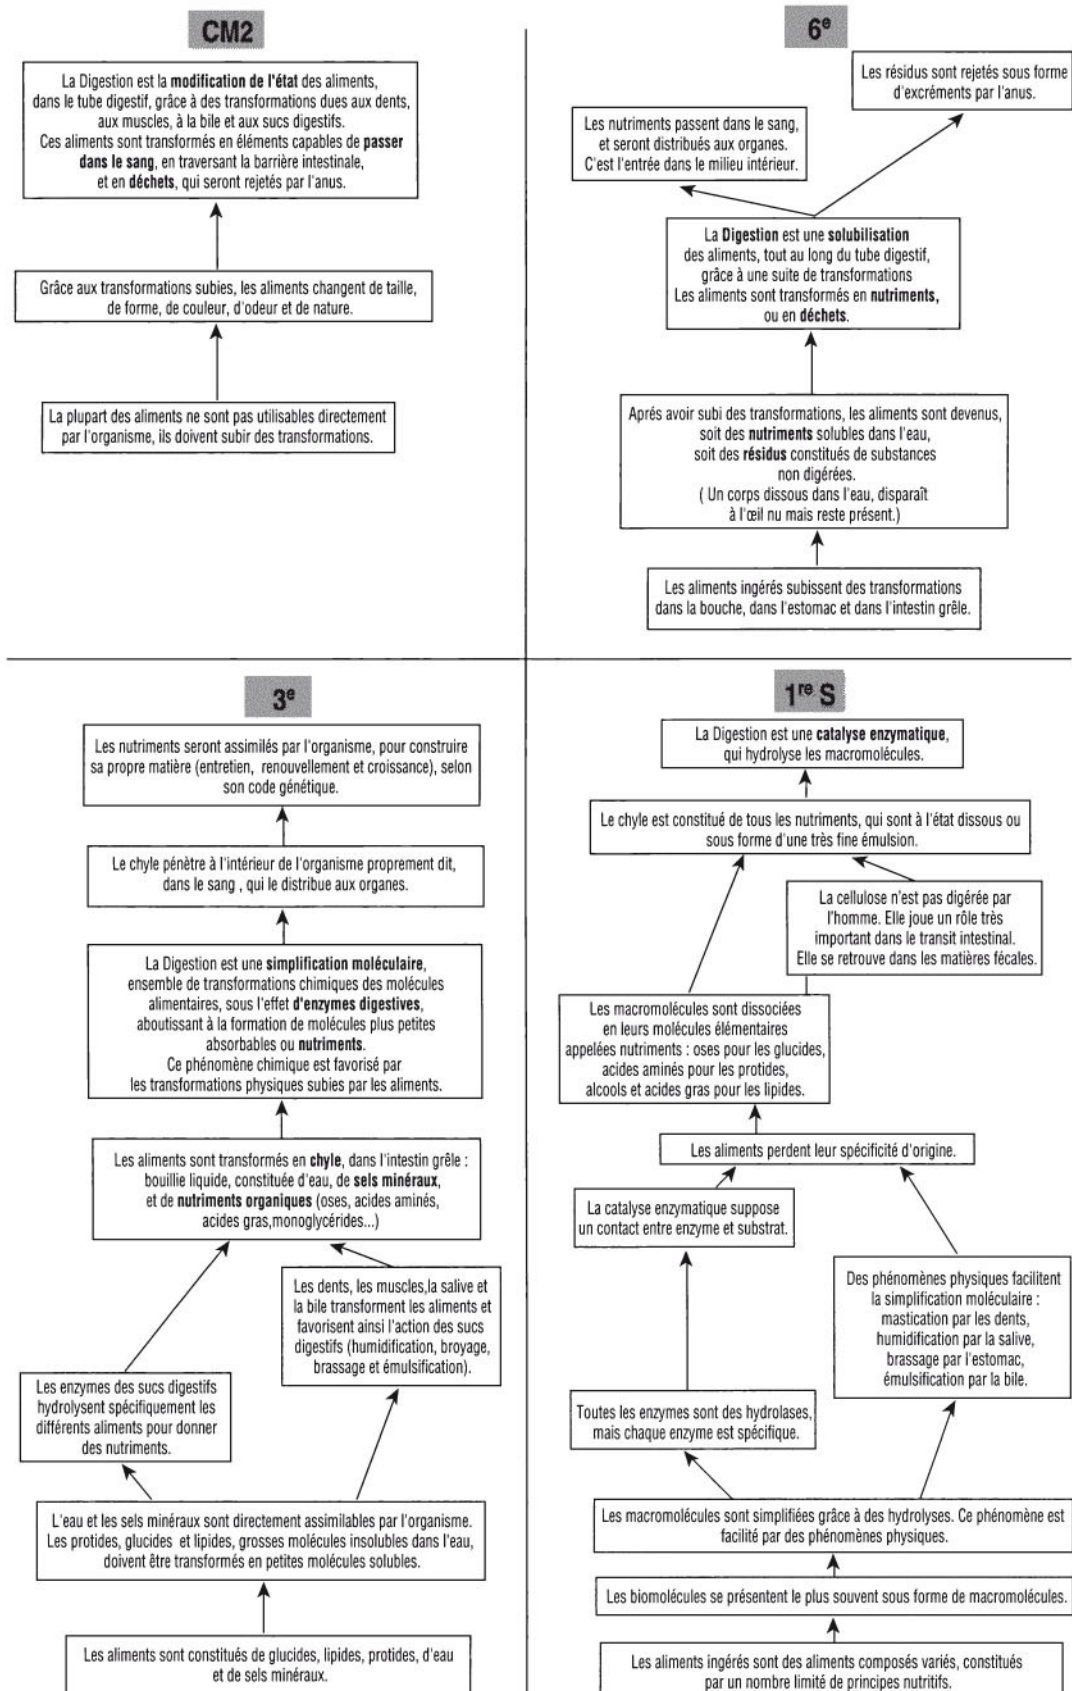 CM2
La Digestion est la modification de l'état des aliments,
dans le tube digestif, grâce à des transformations dues aux dents,
aux muscles, à la bile et aux sucs digestifs.
Ces aliments sont transformés en éléments capables de passer
dans le sang, en traversant la barrière intestinale,
et en déchets, qui seront rejetés par l'anus.
Grâce aux transformations subies, les aliments changent de taille,
de forme, de couleur, d'odeur et de nature.
La plupart des aliments ne sont pas utilisables directement
par l'organisme, ils doivent subir des transformations.
6e
Les résidus sont rejetés sous forme
d'excréments par l'anus.
Les nutriments passent dans le sang,
et seront distribués aux organes.
C'est l'entrée dans le milieu intérieur.
La Digestion est une solubilisation
des aliments, tout au long du tube digestif,
grâce à une suite de transformations
Les aliments sont transformés en nutriments,
ou en déchets.
Aprés avoir subi des transformations, les aliments sont devenus,
soit des nutriments solubles dans l'eau,
soit des résidus constitués de substances
non digérées.
( Un corps dissous dans l'eau, disparaît
à l'œil nu mais reste présent.)
Les aliments ingérés subissent des transformations
dans la bouche, dans l'estomac et dans l'intestin grêle.
3e
Les nutriments seront assimilés par l'organisme, pour construire
sa propre matière (entretien, renouvellement et croissance), selon
son code génétique.
Le chyle pénètre à l'intérieur de l'organisme proprement dit,
dans le sang , qui le distribue aux organes.
La Digestion est une simplification moléculaire,
ensemble de transformations chimiques des molécules
alimentaires, sous l'effet d'enzymes digestives,
aboutissant à la formation de molécules plus petites
absorbables ou nutriments.
Ce phénomène chimique est favorisé par
les transformations physiques subies par les aliments.
Les aliments sont transformés en chyle, dans l'intestin grêle :
bouillie liquide, constituée d'eau, de sels minéraux,
et de nutriments organiques (oses, acides aminés,
acides gras,monoglycérides...)
Les dents, les muscles,la salive et
la bile transforment les aliments et
favorisent ainsi l'action des sucs
digestifs (humidification, broyage,
brassage et émulsification).
Les enzymes des sucs digestifs
hydrolysent spécifiquement les
différents aliments pour donner
des nutriments.
L'eau et les sels minéraux sont directement assimilables par l'organisme.
Les protides, glucides et lipides, grosses molécules insolubles dans l'eau,
doivent être transformés en petites molécules solubles.
Les aliments sont constitués de glucides, lipides, protides, d'eau
et de sels minéraux.
1re S
La Digestion est une catalyse enzymatique,
qui hydrolyse les macromolécules.
Le chyle est constitué de tous les nutriments, qui sont à l'état dissous ou
sous forme d'une très fine émulsion.
La cellulose n'est pas digérée par
l'homme. Elle joue un rôle très
important dans le transit intestinal.
Elle se retrouve dans les matières fécales.
Les macromolécules sont dissociées
en leurs molécules élémentaires
appelées nutriments : oses pour les glucides,
acides aminés pour les protides,
alcools et acides gras pour les lipides.
Les aliments perdent leur spécificité d'origine.
La catalyse enzymatique suppose
un contact entre enzyme et substrat.
Des phénomènes physiques facilitent
la simplification moléculaire :
mastication par les dents,
humidification par la salive,
brassage par l'estomac,
émulsification par la bile.
Toutes les enzymes sont des hydrolases,
mais chaque enzyme est spécifique.
Les macromolécules sont simplifiées grâce à des hydrolyses. Ce phénomène est
facilité par des phénomènes physiques.
Les biomolécules se présentent le plus souvent sous forme de macromolécules.
Les aliments ingérés sont des aliments composés variés, constitués
par un nombre limité de principes nutritifs.